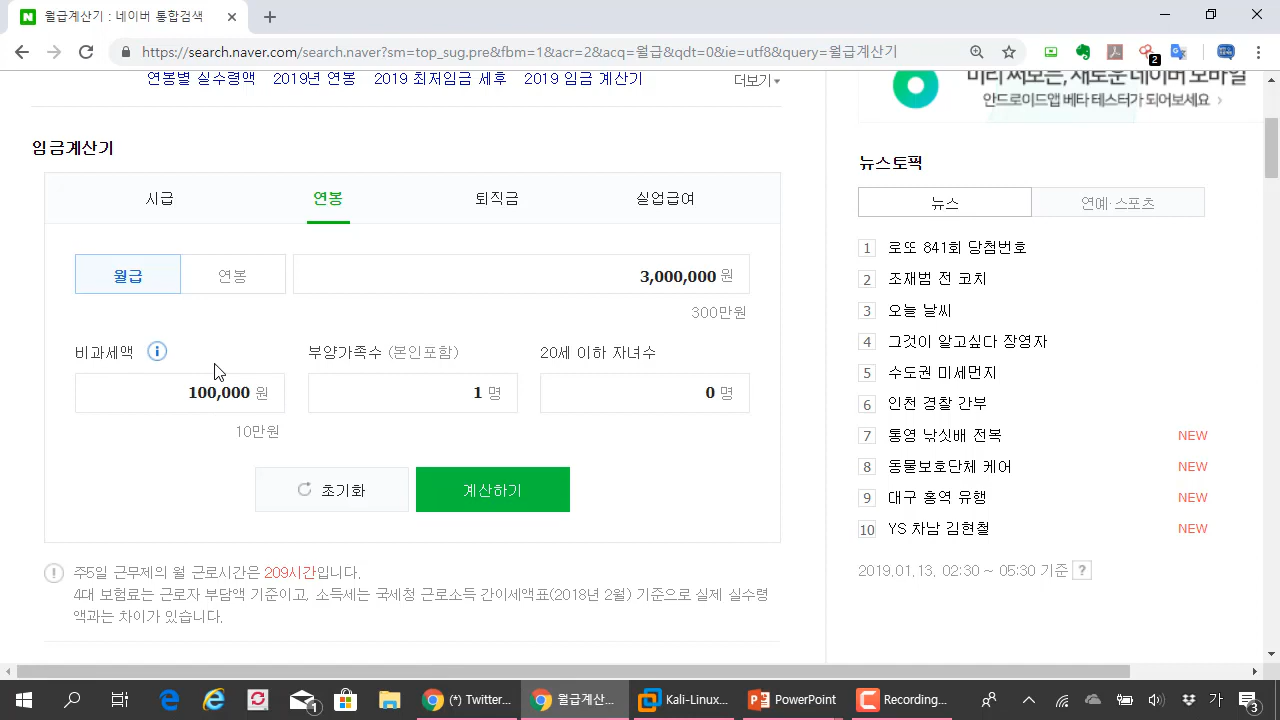 월급계산기 : 네이버 통합검색
https://search.naver.com/search.naver?sm=top_sug.pre&fbm=1&acr=2&acq=월급&qdt=0&ie=utf8&query=월급계산기
2
연봉별 실수령액 2019년 연봉 2019 최저임금 세후 2019 임금 계산기 더보기
미리 써보는, 새로운 네이버 모바일
안드로이드앱 베타 테스터가 되어보세요 >
임금계산기
시급 연봉 퇴직금 실업급여
월급 연봉 3,000,000 원
300만원
비과세액 부양가족수 (본인포함) 20세 이하 자녀수
100,000 원 1 명 0 명
10만원
초기화 계산하기
주5일 근무제의 월 근로시간은 209시간입니다.
4대 보험료는 근로자 부담액 기준이고, 소득세는 국세청 근로소득 간이세액표(2018년 2월) 기준으로 실제 실수령
액과는 차이가 있습니다.
뉴스토픽
뉴스 연예·스포츠
1 로또 841회 당첨번호
2 조재범 전 코치
3 오늘 날씨
4 그것이 알고싶다 장영자
5 수도권 미세먼지
6 인천 경찰 간부
7 통영 낚싯배 전복 NEW
8 동물보호단체 케어 NEW
9 대구 홍역 유행 NEW
10 YS 차남 김현철 NEW
2019.01.13. 02:30 ~ 05:30 기준 ?
1 (*) Twitter... 월급계산... Kali-Linux... PowerPoint Recording... 가 3